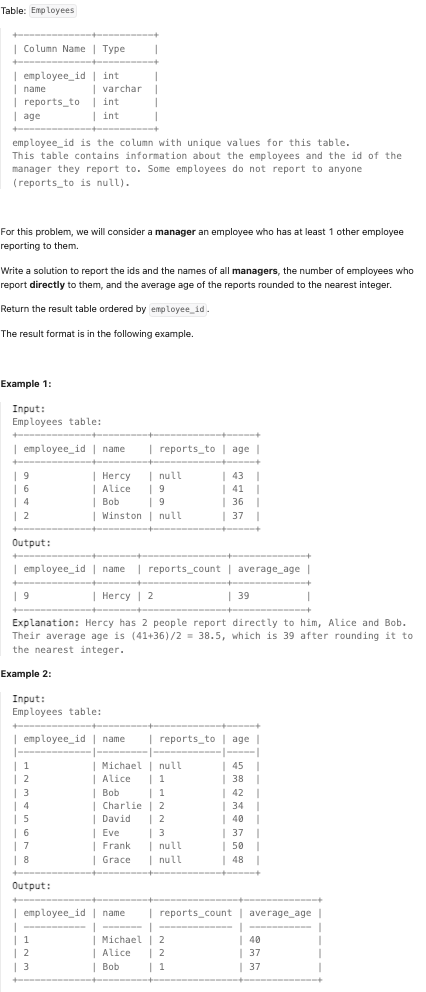 Table: Employees
+-------------+----------+
| Column Name | Type     |
+-------------+----------+
| employee_id | int      |
| name        | varchar  |
| reports_to  | int      |
| age         | int      |
+-------------+----------+
employee_id is the column with unique values for this table.
This table contains information about the employees and the id of the
manager they report to. Some employees do not report to anyone
(reports_to is null).
For this problem, we will consider a manager an employee who has at least 1 other employee
reporting to them.
Write a solution to report the ids and the names of all managers, the number of employees who
report directly to them, and the average age of the reports rounded to the nearest integer.
Return the result table ordered by employee_id.
The result format is in the following example.
Example 1:
Input:
Employees table:
+-------------+---------+------------+-----+
| employee_id | name    | reports_to | age |
+-------------+---------+------------+-----+
| 9           | Hercy   | null       | 43  |
| 6           | Alice   | 9          | 41  |
| 4           | Bob     | 9          | 36  |
| 2           | Winston | null       | 37  |
+-------------+---------+------------+-----+
Output:
+-------------+-------+---------------+-------------+
| employee_id | name  | reports_count | average_age |
+-------------+-------+---------------+-------------+
| 9           | Hercy | 2             | 39          |
+-------------+-------+---------------+-------------+
Explanation: Hercy has 2 people report directly to him, Alice and Bob.
Their average age is (41+36)/2 = 38.5, which is 39 after rounding it to
the nearest integer.
Example 2:
Input:
Employees table:
+-------------+---------+------------+-----+
| employee_id | name    | reports_to | age |
|-------------|---------|------------|-----|
| 1           | Michael | null       | 45  |
| 2           | Alice   | 1          | 38  |
| 3           | Bob     | 1          | 42  |
| 4           | Charlie | 2          | 34  |
| 5           | David   | 2          | 40  |
| 6           | Eve     | 3          | 37  |
| 7           | Frank   | null       | 50  |
| 8           | Grace   | null       | 48  |
+-------------+---------+------------+-----+
Output:
+-------------+---------+---------------+-------------+
| employee_id | name    | reports_count | average_age |
| ----------- | ------- | ------------- | ----------- |
| 1           | Michael | 2             | 40          |
| 2           | Alice   | 2             | 37          |
| 3           | Bob     | 1             | 37          |
+-------------+---------+---------------+-------------+